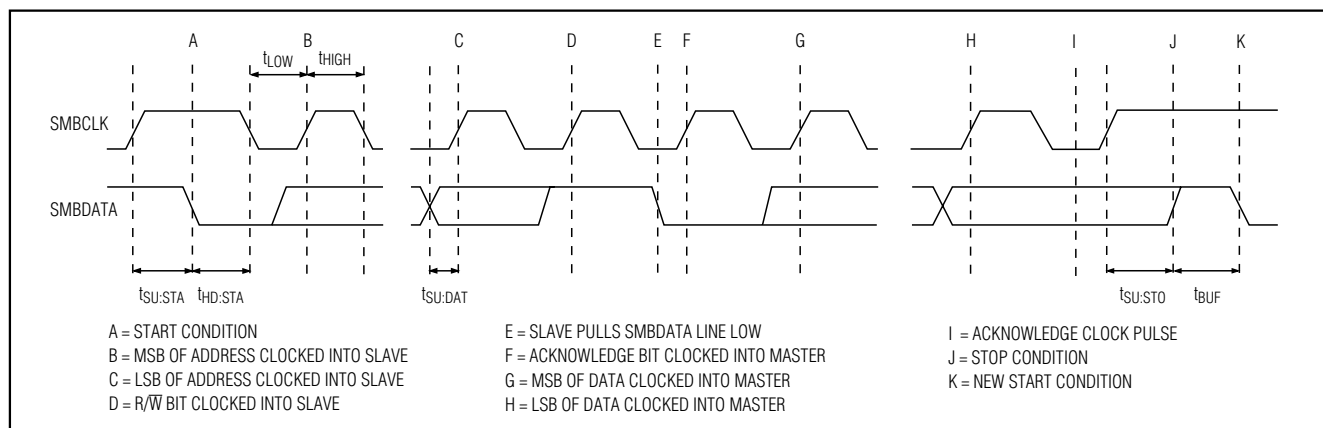 A B C D E F G H I J K
tLOW tHIGH
SMBCLK
SMBDATA
tSU:STA tHD:STA tSU:DAT tSU:STO tBUF
A = START CONDITION
B = MSB OF ADDRESS CLOCKED INTO SLAVE
C = LSB OF ADDRESS CLOCKED INTO SLAVE
D = R/W̅ BIT CLOCKED INTO SLAVE
E = SLAVE PULLS SMBDATA LINE LOW
F = ACKNOWLEDGE BIT CLOCKED INTO MASTER
G = MSB OF DATA CLOCKED INTO MASTER
H = LSB OF DATA CLOCKED INTO MASTER
I = ACKNOWLEDGE CLOCK PULSE
J = STOP CONDITION
K = NEW START CONDITION